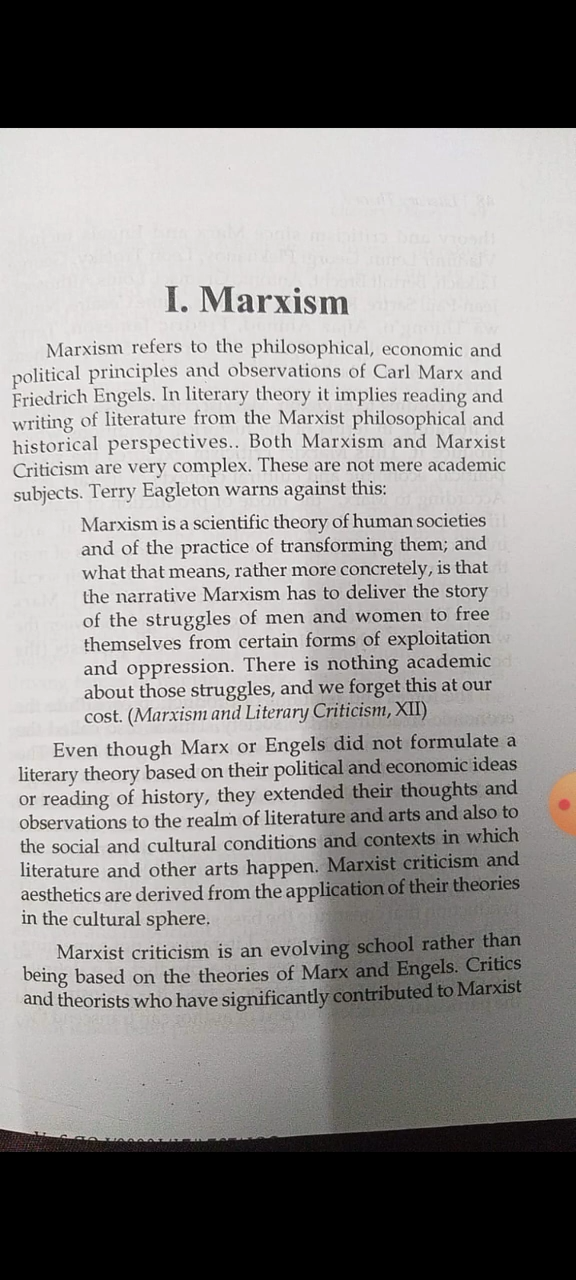 I. Marxism
Marxism refers to the philosophical, economic and
political principles and observations of Carl Marx and
Friedrich Engels. In literary theory it implies reading and
writing of literature from the Marxist philosophical and
historical perspectives.. Both Marxism and Marxist
Criticism are very complex. These are not mere academic
subjects. Terry Eagleton warns against this:
Marxism is a scientific theory of human societies
and of the practice of transforming them; and
what that means, rather more concretely, is that
the narrative Marxism has to deliver the story
of the struggles of men and women to free
themselves from certain forms of exploitation
and oppression. There is nothing academic
about those struggles, and we forget this at our
cost. (Marxism and Literary Criticism, XII)
Even though Marx or Engels did not formulate a
literary theory based on their political and economic ideas
or reading of history, they extended their thoughts and
observations to the realm of literature and arts and also to
the social and cultural conditions and contexts in which
literature and other arts happen. Marxist criticism and
aesthetics are derived from the application of their theories
in the cultural sphere.
Marxist criticism is an evolving school rather than
being based on the theories of Marx and Engels. Critics
and theorists who have significantly contributed to Marxist